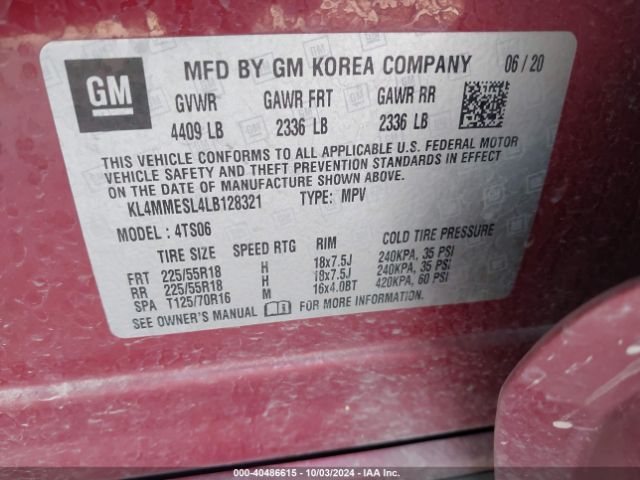 GM
MFD BY GM KOREA COMPANY 06 / 20
GVWR GAWR FRT GAWR RR
4409 LB 2336 LB 2336 LB
THIS VEHICLE CONFORMS TO ALL APPLICABLE U.S. FEDERAL MOTOR
VEHICLE SAFETY AND THEFT PREVENTION STANDARDS IN EFFECT
ON THE DATE OF MANUFACTURE SHOWN ABOVE.
KL4MMESL4LB128321 TYPE: MPV
MODEL : 4TS06
TIRE SIZE SPEED RTG RIM COLD TIRE PRESSURE
FRT 225/55R18 H 18x7.5J 240KPA, 35 PSI
RR 225/55R18 H 18x7.5J 240KPA, 35 PSI
SPA T125/70R16 M 16x4.0BT 420KPA, 60 PSI
SEE OWNER'S MANUAL FOR MORE INFORMATION.
000-40486615 - 10/03/2024 - IAA Inc.